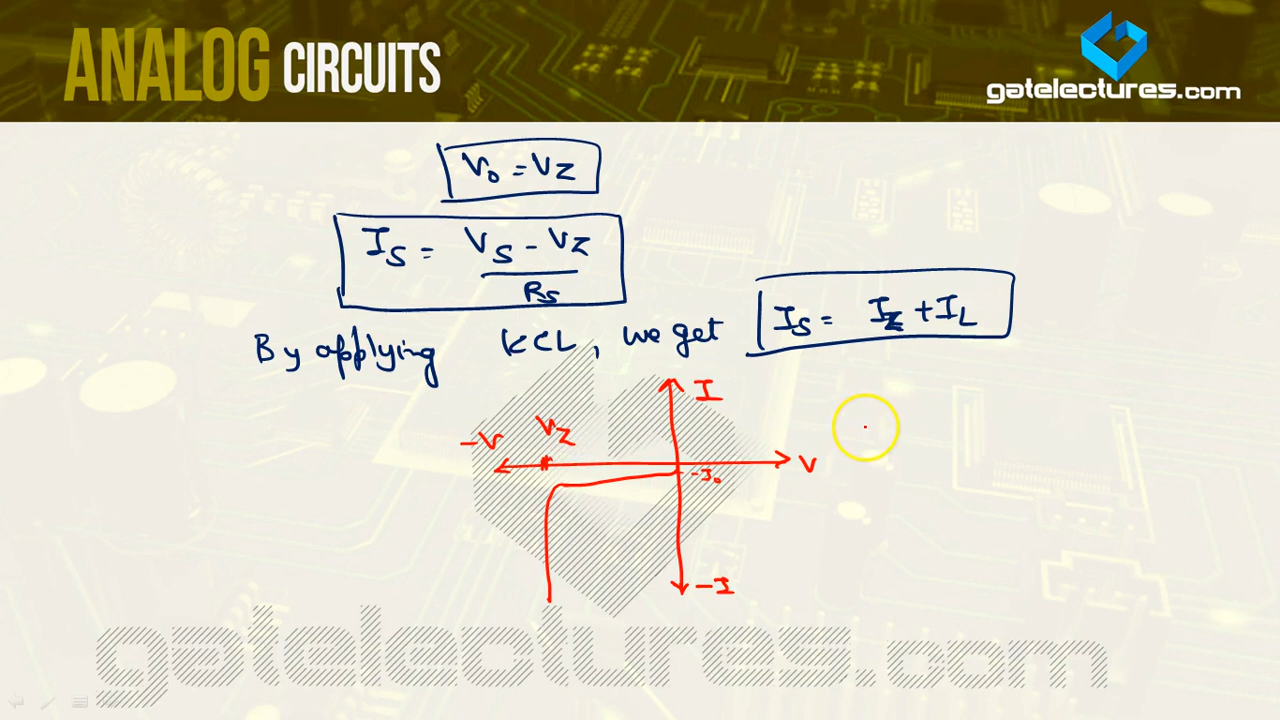 ANALOG CIRCUITS
gatelectures.com
V₀ = VZ
IS = VS - VZ
RS
By applying KCL, we get IS = IZ + IL
I
VZ
-V
V
-I₀
-I
gatelectures.com